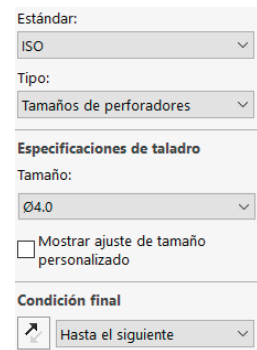 Estándar:
ISO
Tipo:
Tamaños de perforadores
Especificaciones de taladro
Tamaño:
Ø4.0
Mostrar ajuste de tamaño
personalizado
Condición final
Hasta el siguiente